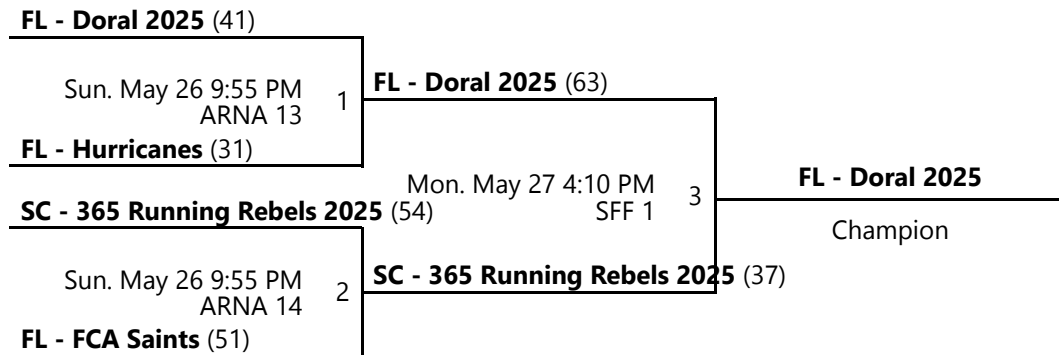 FL - Doral 2025 (41)
Sun. May 26 9:55 PM
ARNA 13
1
FL - Hurricanes (31)
FL - Doral 2025 (63)
SC - 365 Running Rebels 2025 (54)
Sun. May 26 9:55 PM
ARNA 14
2
FL - FCA Saints (51)
Mon. May 27 4:10 PM
SFF 1
3
SC - 365 Running Rebels 2025 (37)
FL - Doral 2025
Champion